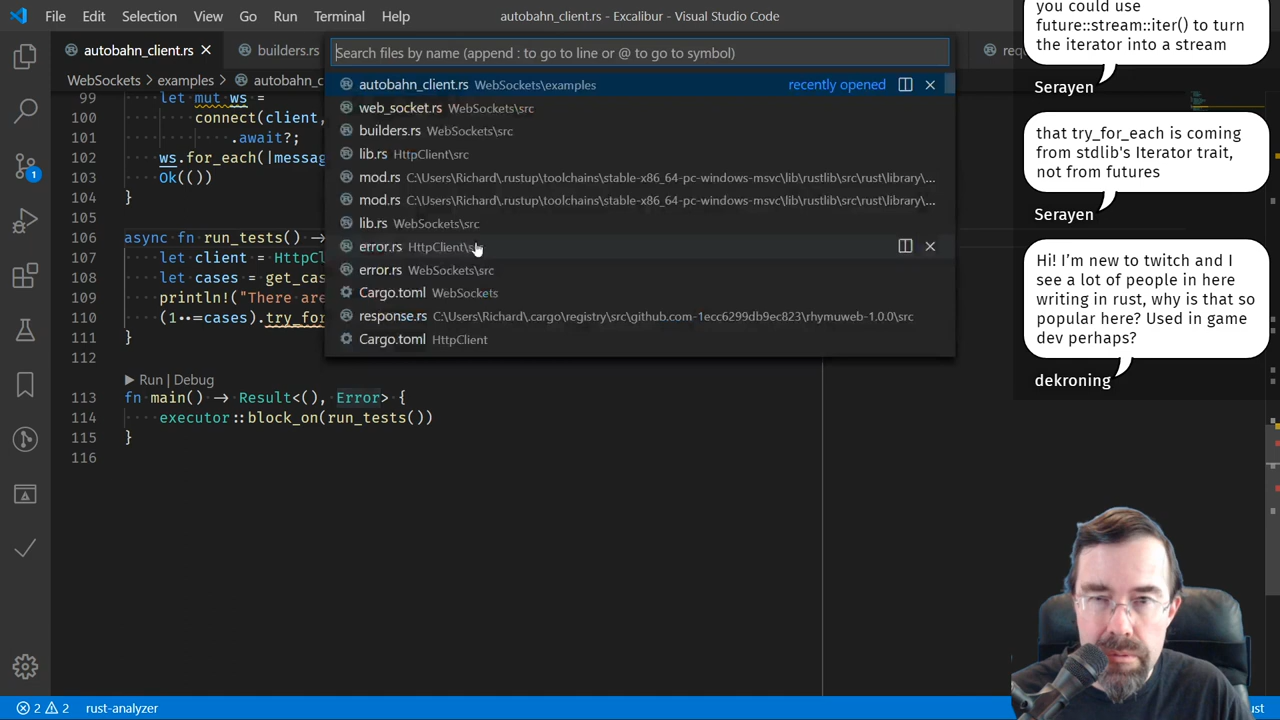 File Edit Selection View Go Run Terminal Help
autobahn_client.rs - Excalibur - Visual Studio Code
autobahn_client.rs
builders.rs
WebSockets > examples > autobahn_c
Search files by name (append : to go to line or @ to go to symbol)
autobahn_client.rs WebSockets\examples recently opened
web_socket.rs WebSockets\src
builders.rs WebSockets\src
lib.rs HttpClient\src
mod.rs C:\Users\Richard\.rustup\toolchains\stable-x86_64-pc-windows-msvc\lib\rustlib\src\rust\library\...
mod.rs C:\Users\Richard\.rustup\toolchains\stable-x86_64-pc-windows-msvc\lib\rustlib\src\rust\library\...
lib.rs WebSockets\src
error.rs HttpClient\src
error.rs WebSockets\src
Cargo.toml WebSockets
response.rs C:\Users\Richard\.cargo\registry\src\github.com-1ecc6299db9ec823\rhymuweb-1.0.0\src
Cargo.toml HttpClient
99 let mut ws =
100 connect(client,
101 .await?;
102 ws.for_each(|messag
103 Ok(())
104 }
105
106 async fn run_tests() →
107 let client = HttpCl
108 let cases = get_cas
109 println!("There are
110 (1..=cases).try_for
111 }
112
Run | Debug
113 fn main() → Result<(), Error> {
114 executor::block_on(run_tests())
115 }
116
1
2 2 rust-analyzer
you could use
future::stream::iter() to turn
the iterator into a stream
Serayen
that try_for_each is coming
from stdlib's Iterator trait,
not from futures
Serayen
Hi! I'm new to twitch and I
see a lot of people in here
writing in rust, why is that so
popular here? Used in game
dev perhaps?
dekroning